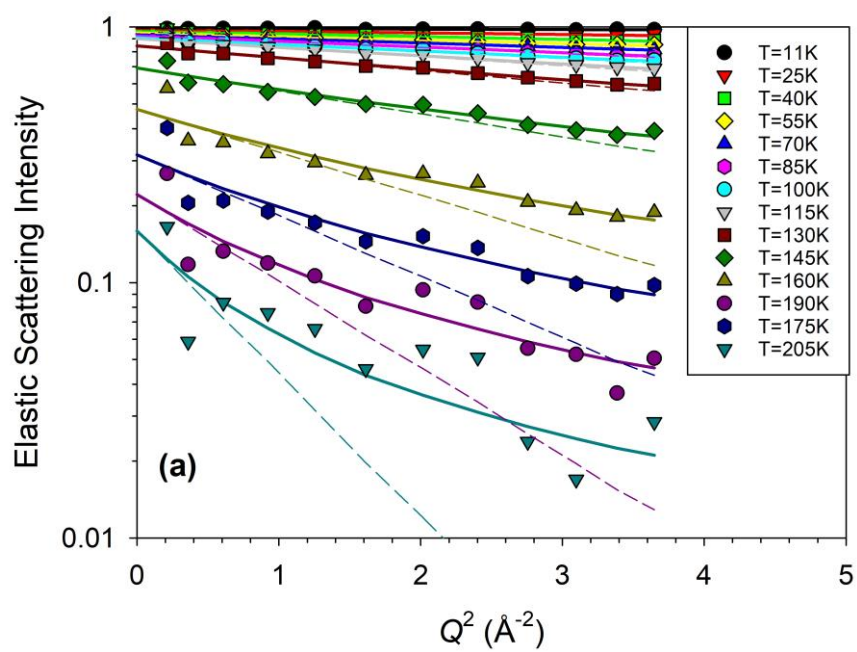 1
0.1
0.01
Elastic Scattering Intensity
(a)
0 1 2 3 4 5
Q² (Å⁻²)
T=11K
T=25K
T=40K
T=55K
T=70K
T=85K
T=100K
T=115K
T=130K
T=145K
T=160K
T=190K
T=175K
T=205K